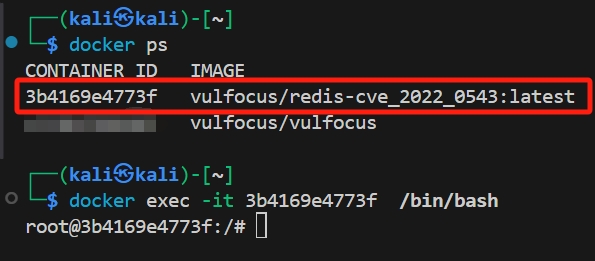 ┌──(kali㉿kali)-[~]
└─$ docker ps
CONTAINER ID IMAGE
3b4169e4773f vulfocus/redis-cve_2022_0543:latest
vulfocus/vulfocus
┌──(kali㉿kali)-[~]
└─$ docker exec -it 3b4169e4773f /bin/bash
root@3b4169e4773f:/#